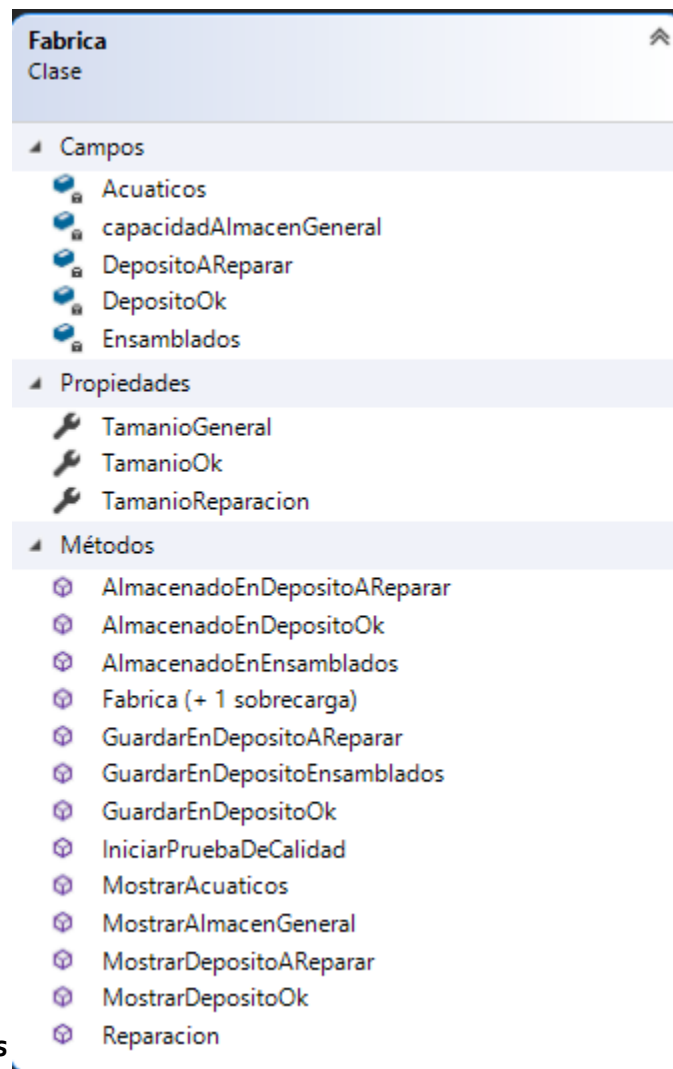 Fabrica
Clase
Campos
Acuaticos
capacidadAlmacenGeneral
DepositoAReparar
DepositoOk
Ensamblados
Propiedades
TamanioGeneral
TamanioOk
TamanioReparacion
Métodos
AlmacenadoEnDepositoAReparar
AlmacenadoEnDepositoOk
AlmacenadoEnEnsamblados
Fabrica (+ 1 sobrecarga)
GuardarEnDepositoAReparar
GuardarEnDepositoEnsamblados
GuardarEnDepositoOk
IniciarPruebaDeCalidad
MostrarAcuaticos
MostrarAlmacenGeneral
MostrarDepositoAReparar
MostrarDepositoOk
Reparacion
s